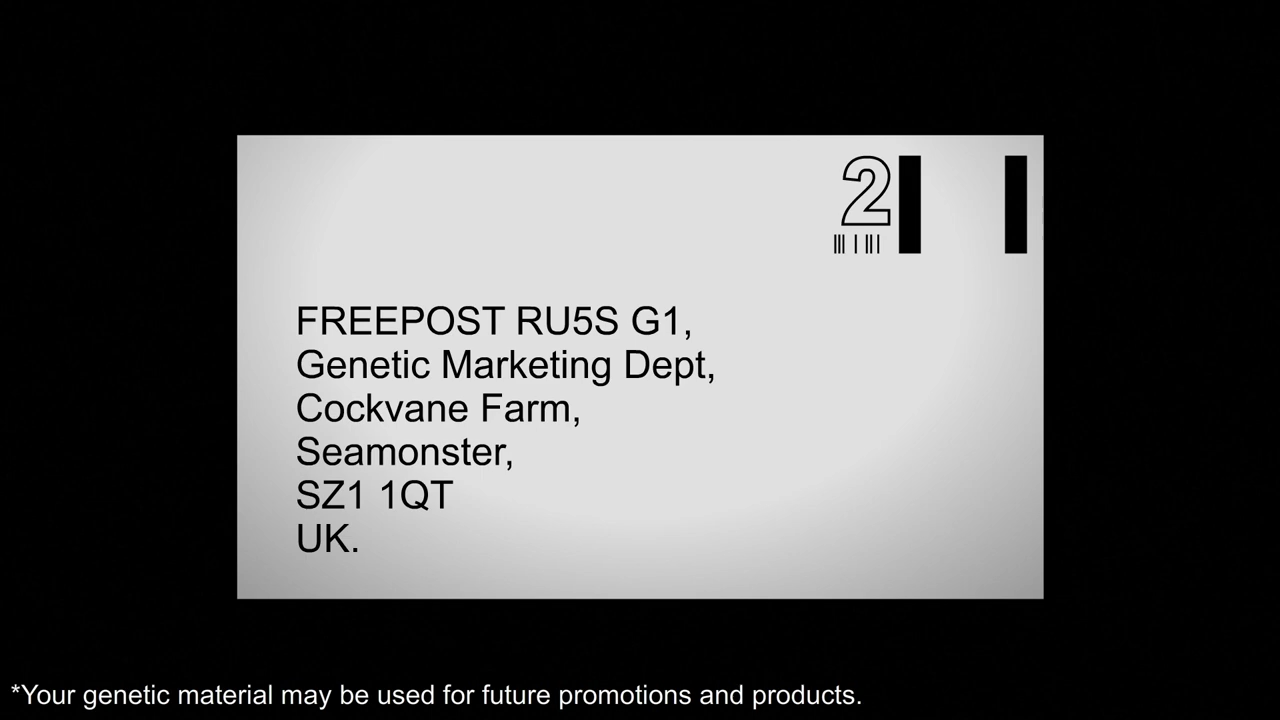 2
FREEPOST RU5S G1,
Genetic Marketing Dept,
Cockvane Farm,
Seamonster,
SZ1 1QT
UK.
*Your genetic material may be used for future promotions and products.